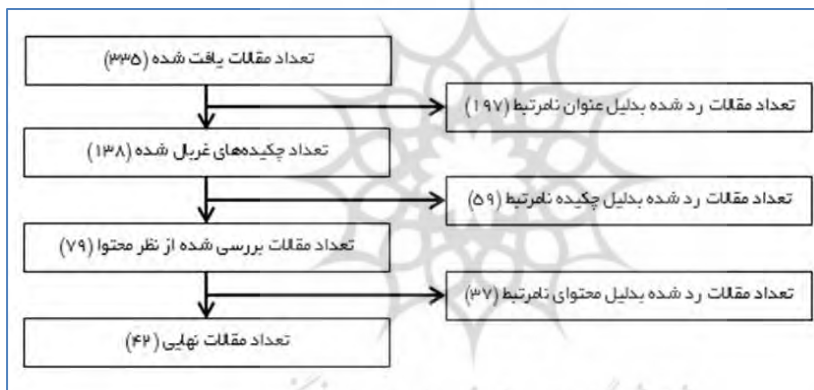 تعداد مقالات یافت شده (۳۳۵)
تعداد مقالات رد شده بدلیل عنوان نامرتبط (۱۹۷)
تعداد چکیده‌های غربال شده (۱۳۸)
تعداد مقالات رد شده بدلیل چکیده نامرتبط (۵۹)
تعداد مقالات بررسی شده از نظر محتوا (۷۹)
تعداد مقالات رد شده بدلیل محتوای نامرتبط (۳۷)
تعداد مقالات نهایی (۴۲)